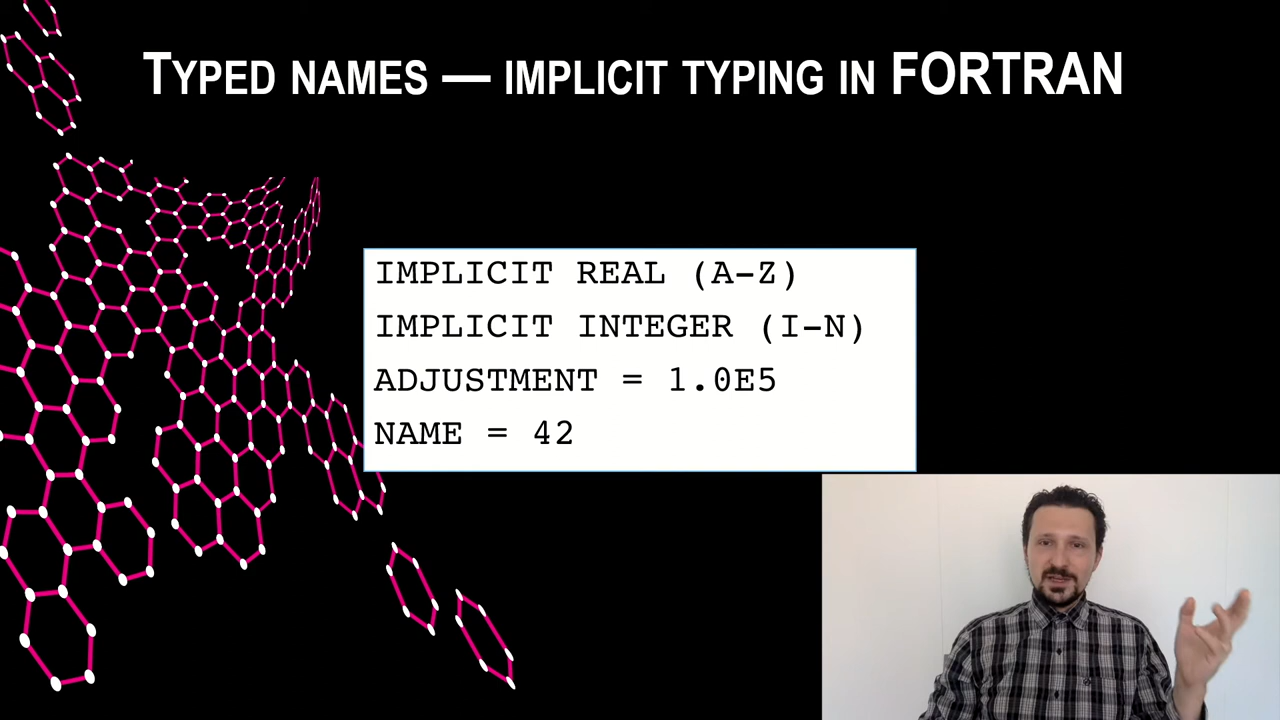 TYPED NAMES — IMPLICIT TYPING IN FORTRAN
IMPLICIT REAL (A-Z)
IMPLICIT INTEGER (I-N)
ADJUSTMENT = 1.0E5
NAME = 42